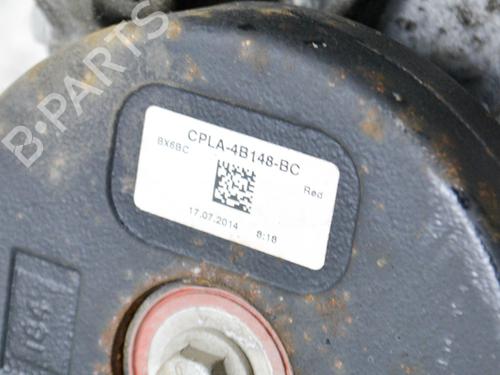 B-PARTS
CPLA-4B148-BC
8X6BC
Red
17.07.2014 8:18